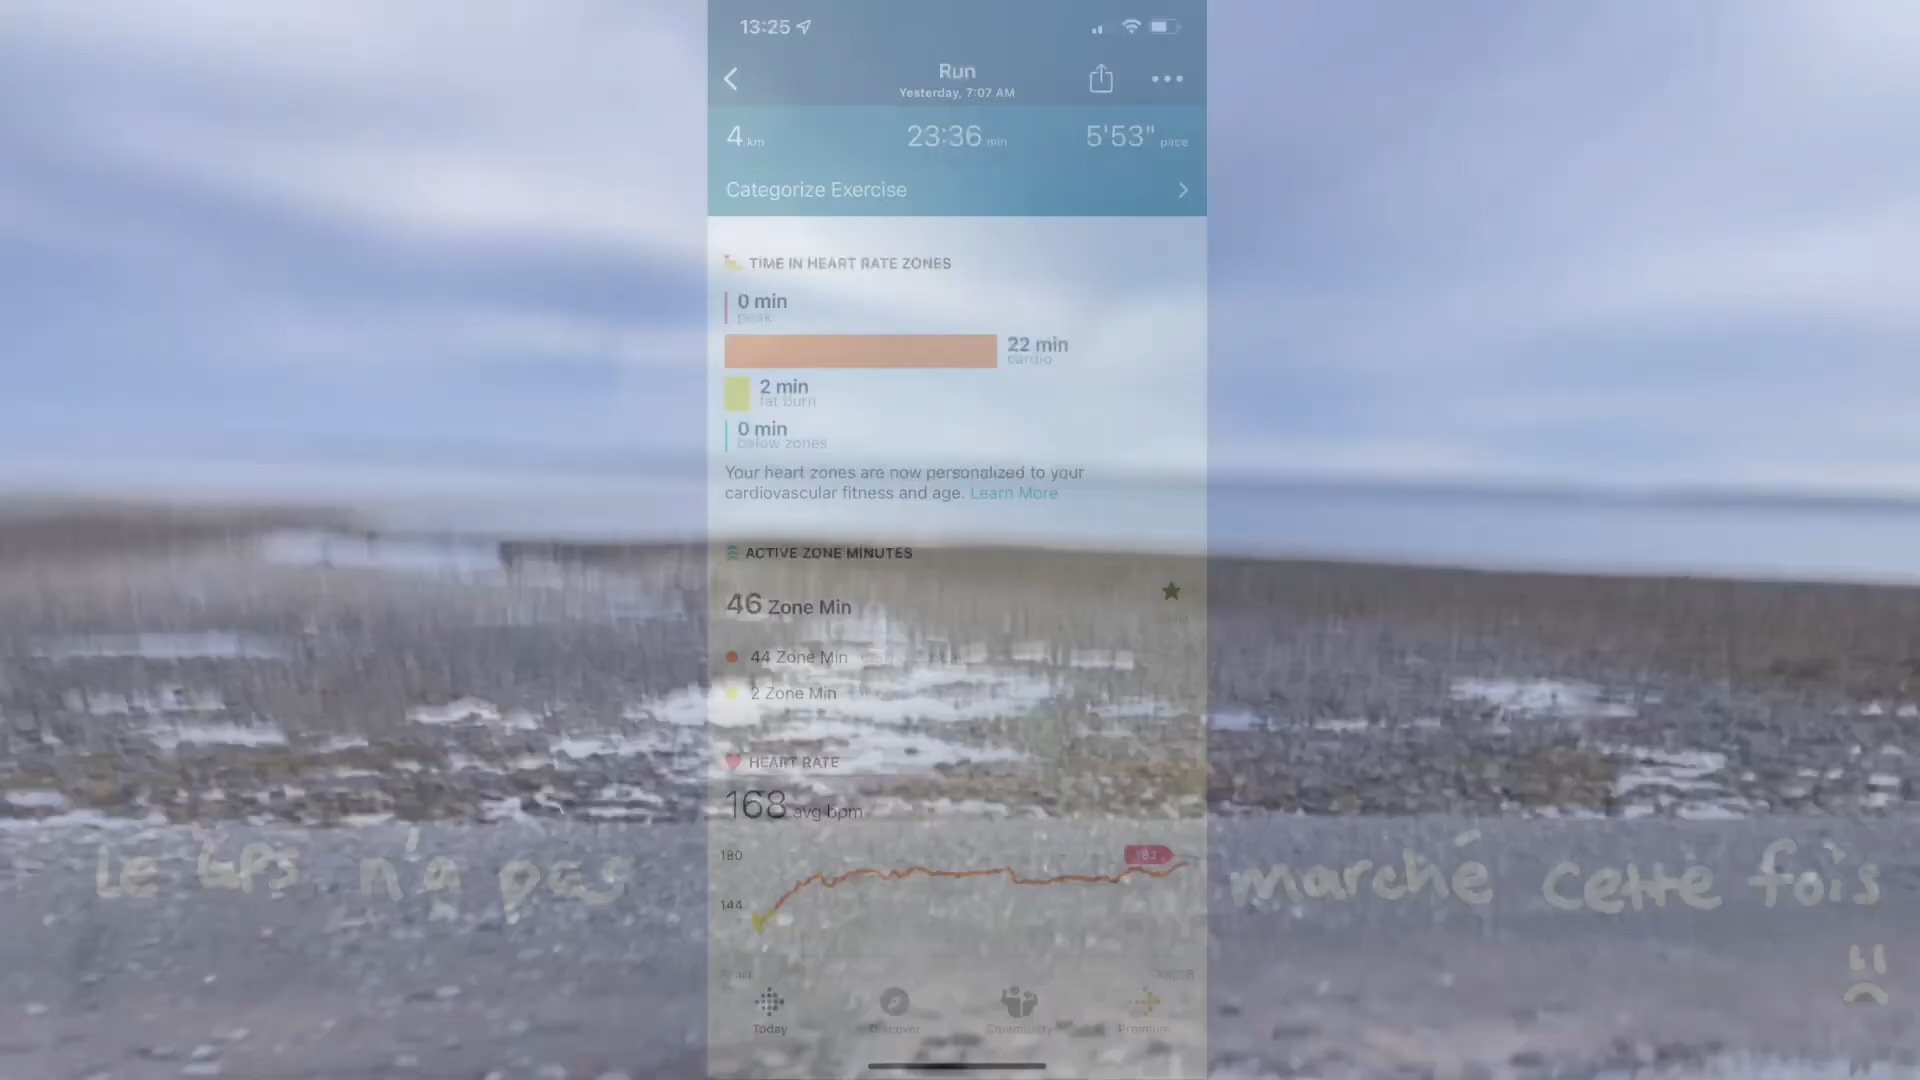 13:25
Run
Yesterday, 7:07 AM
4 km 23:36 min 5'53" pace
Categorize Exercise
TIME IN HEART RATE ZONES
0 min
peak
22 min
cardio
2 min
fat burn
0 min
below zones
Your heart zones are now personalized to your
cardiovascular fitness and age. Learn More
ACTIVE ZONE MINUTES
46 Zone Min
44 Zone Min
2 Zone Min
HEART RATE
168 avg bpm
180
183
144
Le GPS n'a pas marché cette fois
Today Discover Community Premium